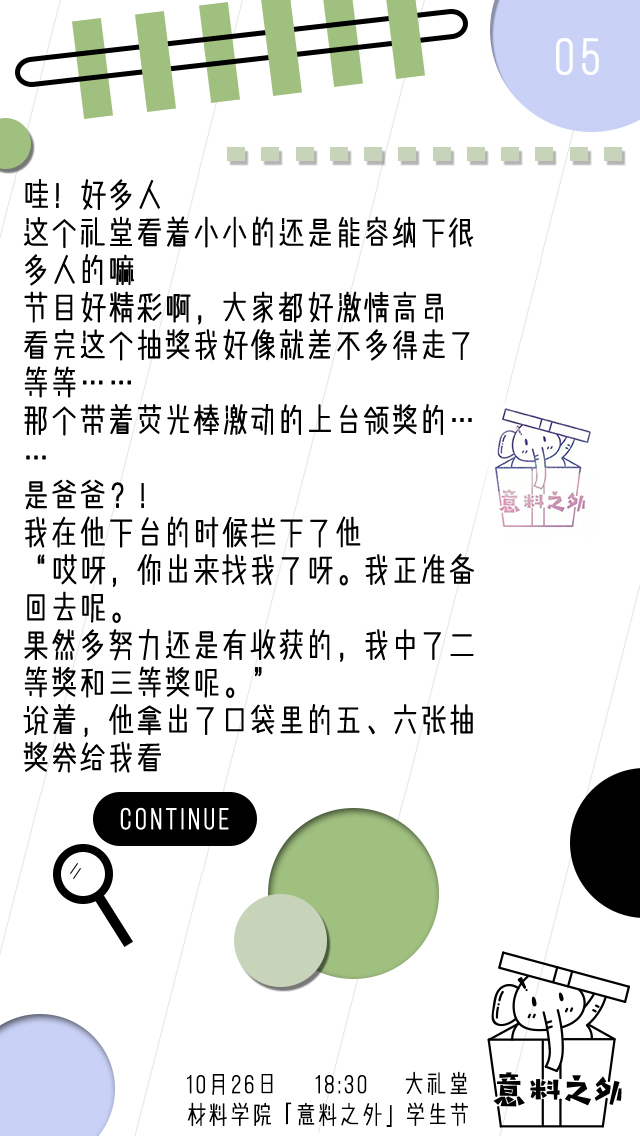 05
哇！好多人
这个礼堂看着小小的还是能容纳下很
多人的嘛
节目好精彩啊，大家都好激情高昂
看完这个抽奖我好像就差不多得走了
等等……
那个带着荧光棒激动的上台领奖的…
…
是爸爸？！
我在他下台的时候拦下了他
“哎呀，你出来找我了呀。我正准备
回去呢。
果然多努力还是有收获的，我中了二
等奖和三等奖呢。”
说着，他拿出了口袋里的五、六张抽
奖券给我看
意料之外
CONTINUE
10月26日 18:30 大礼堂
材料学院「意料之外」学生节
意料之外